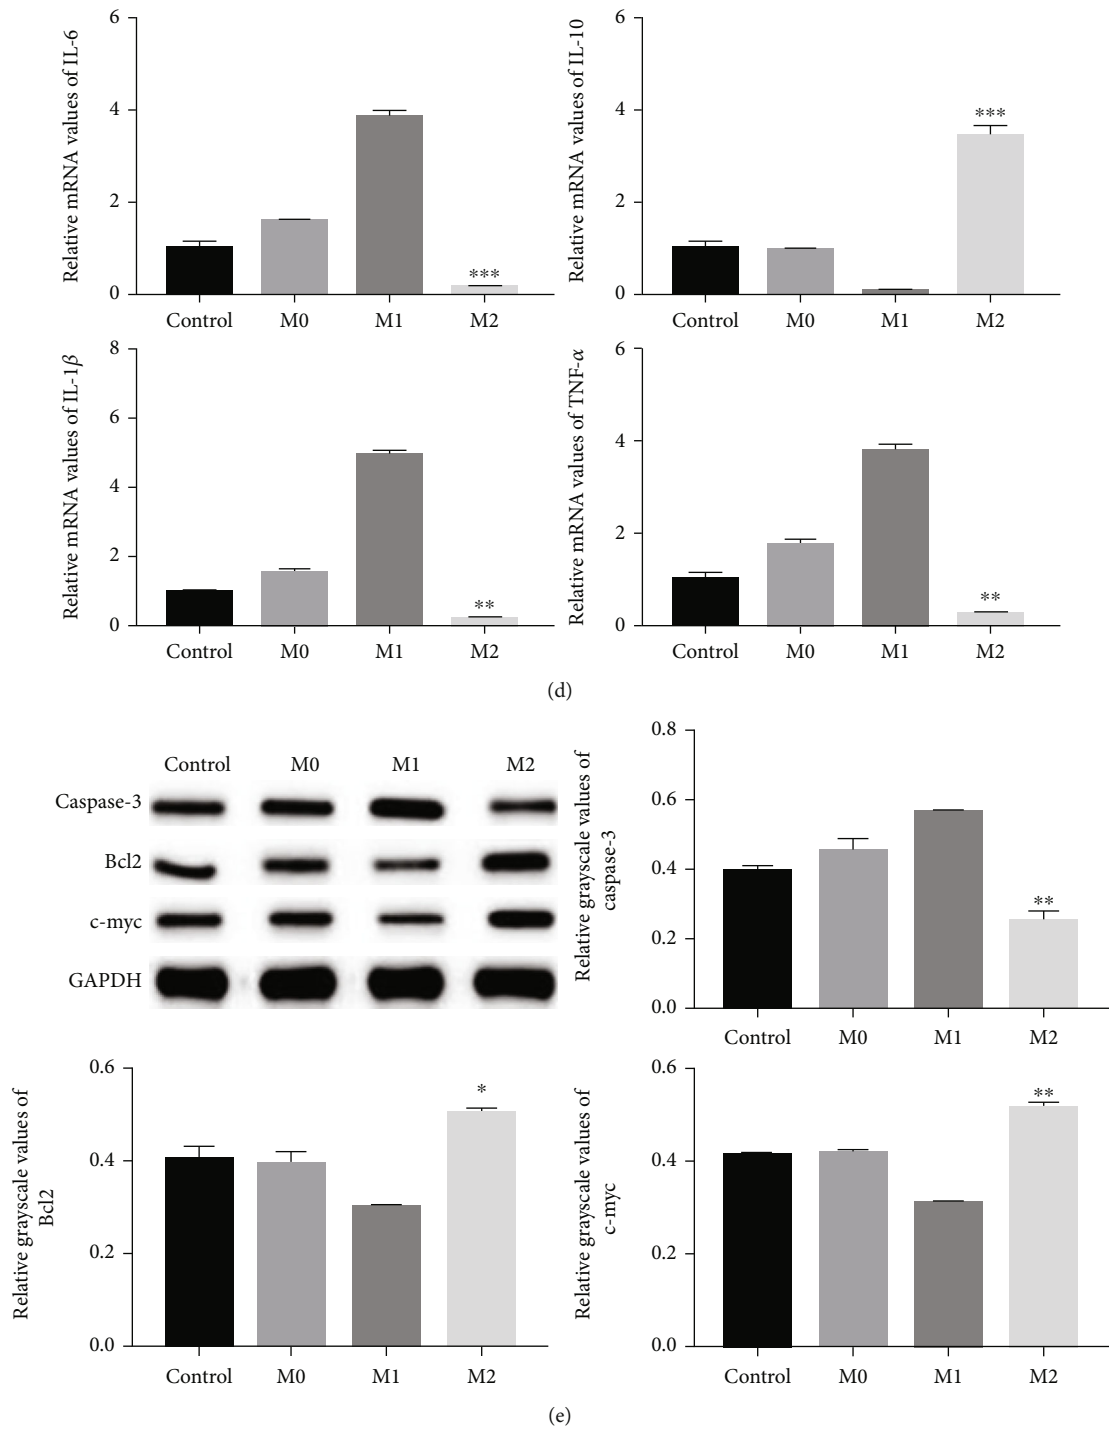 Relative mRNA values of IL-6
6
4
2
0
Control M0 M1 M2
***
Relative mRNA values of IL-10
6
4
2
0
Control M0 M1 M2
***
Relative mRNA values of IL-1β
8
6
4
2
0
Control M0 M1 M2
**
Relative mRNA values of TNF-α
6
4
2
0
Control M0 M1 M2
**
(d)
Control M0 M1 M2
Caspase-3
Bcl2
c-myc
GAPDH
Relative grayscale values of
caspase-3
0.8
0.6
0.4
0.2
0.0
Control M0 M1 M2
**
Relative grayscale values of
Bcl2
0.6
0.4
0.2
0.0
Control M0 M1 M2
*
Relative grayscale values of
c-myc
0.6
0.4
0.2
0.0
Control M0 M1 M2
**
(e)